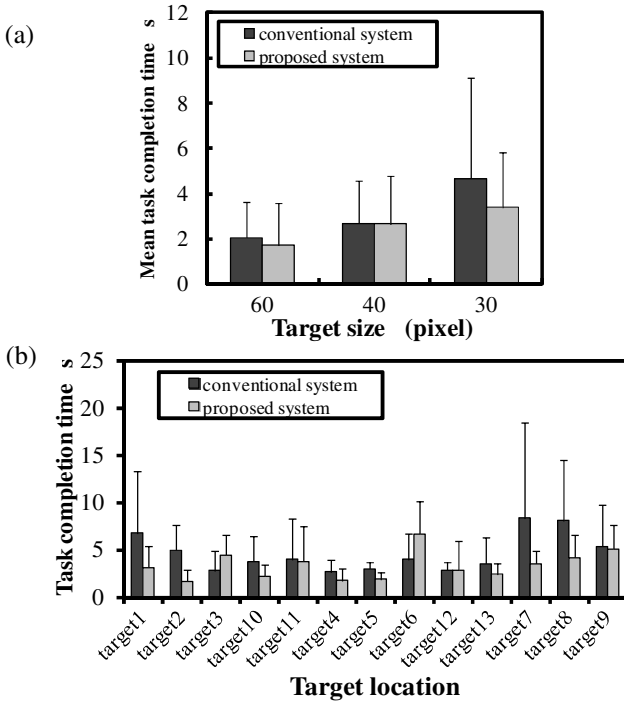 (a)
Mean task completion time s
12
10
8
6
4
2
0
conventional system
proposed system
60 40 30
Target size (pixel)
(b)
Task completion time s
25
20
15
10
5
0
conventional system
proposed system
target1 target2 target3 target10 target11 target4 target5 target6 target12 target13 target7 target8 target9
Target location